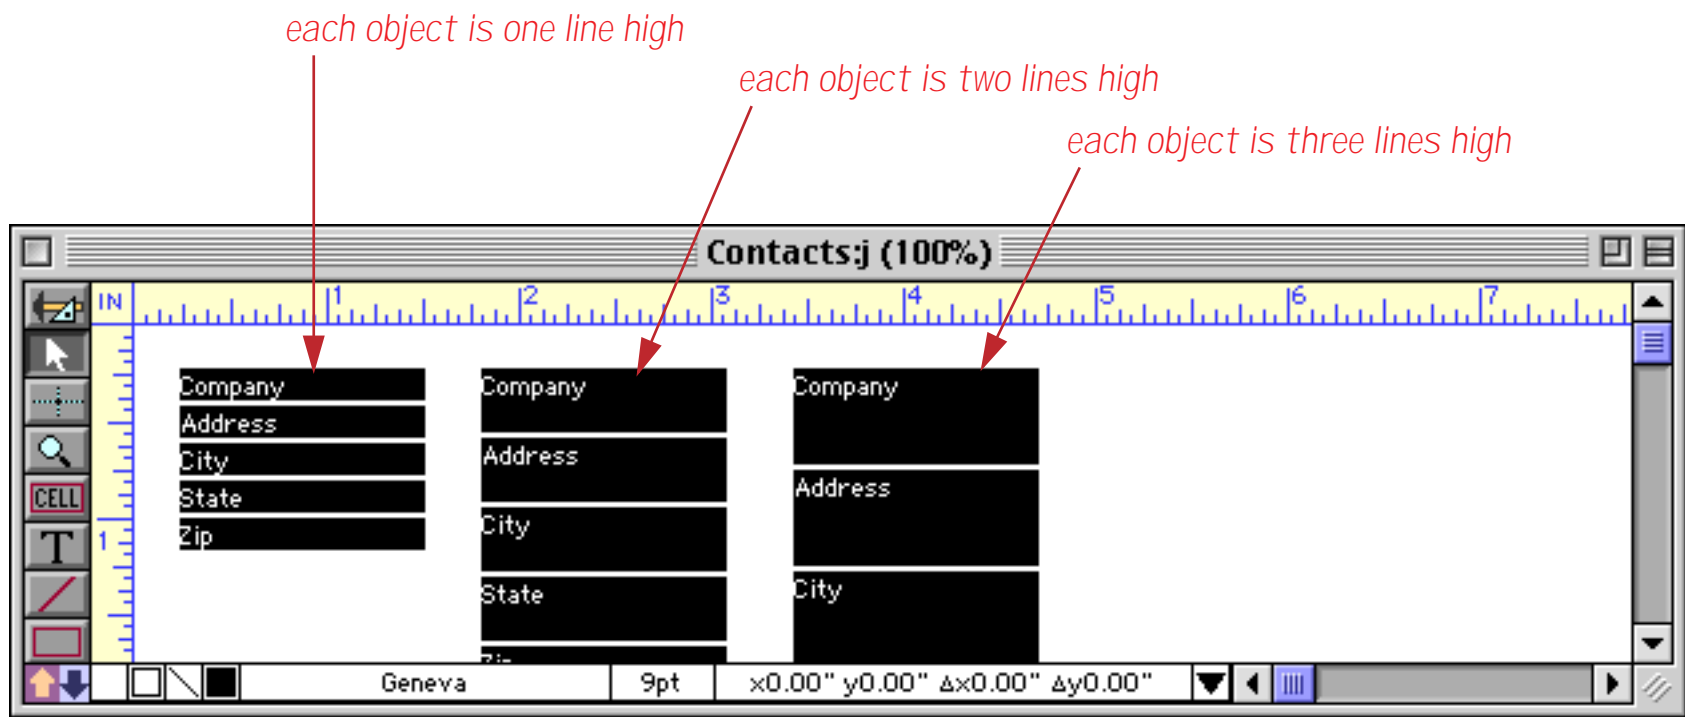 each object is one line high
each object is two lines high
each object is three lines high
Contacts:j (100%)
IN 1 2 3 4 5 6 7
Company
Address
City
State
Zip
Company
Address
City
State
Zip
Company
Address
City
CELL
T
1
Geneva 9pt x0.00" y0.00" Δx0.00" Δy0.00"